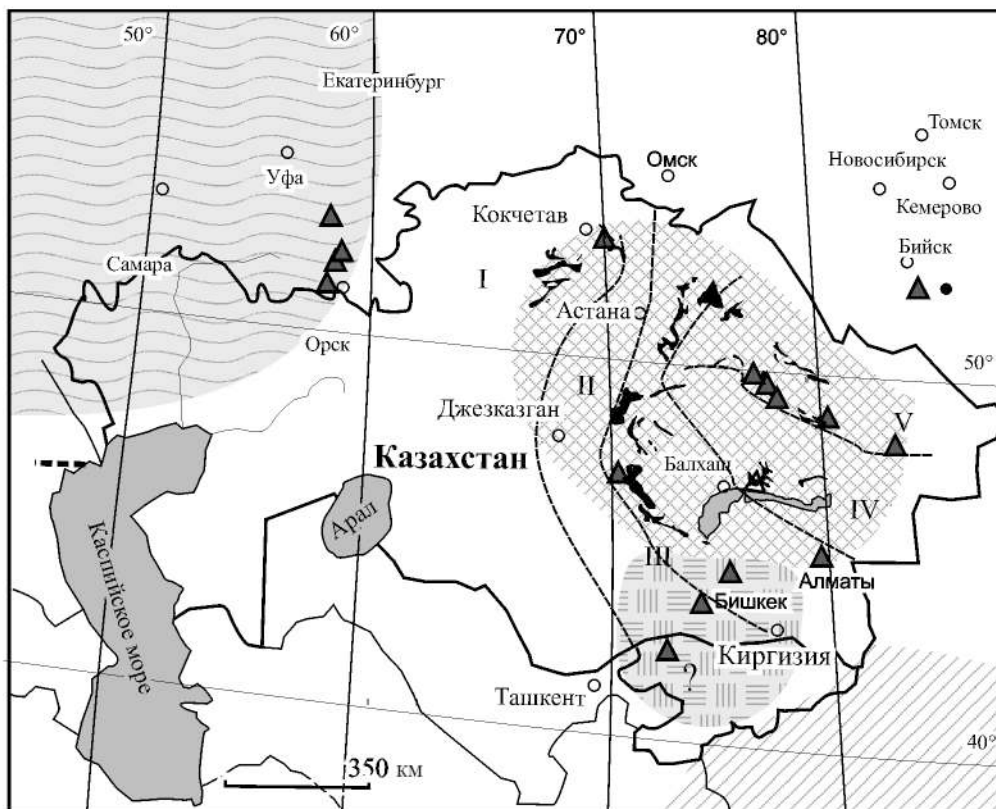 50°
60°
70°
80°
Екатеринбург
Томск
Омск
Новосибирск
Уфа
Кемерово
Кокчетав
Бийск
Самара
I
Астана
Орск
50°
II
Джезказган
V
Казахстан
Балхаш
Арал
IV
Каспийское море
III
Алматы
Бишкек
Киргизия
?
Ташкент
40°
350 км